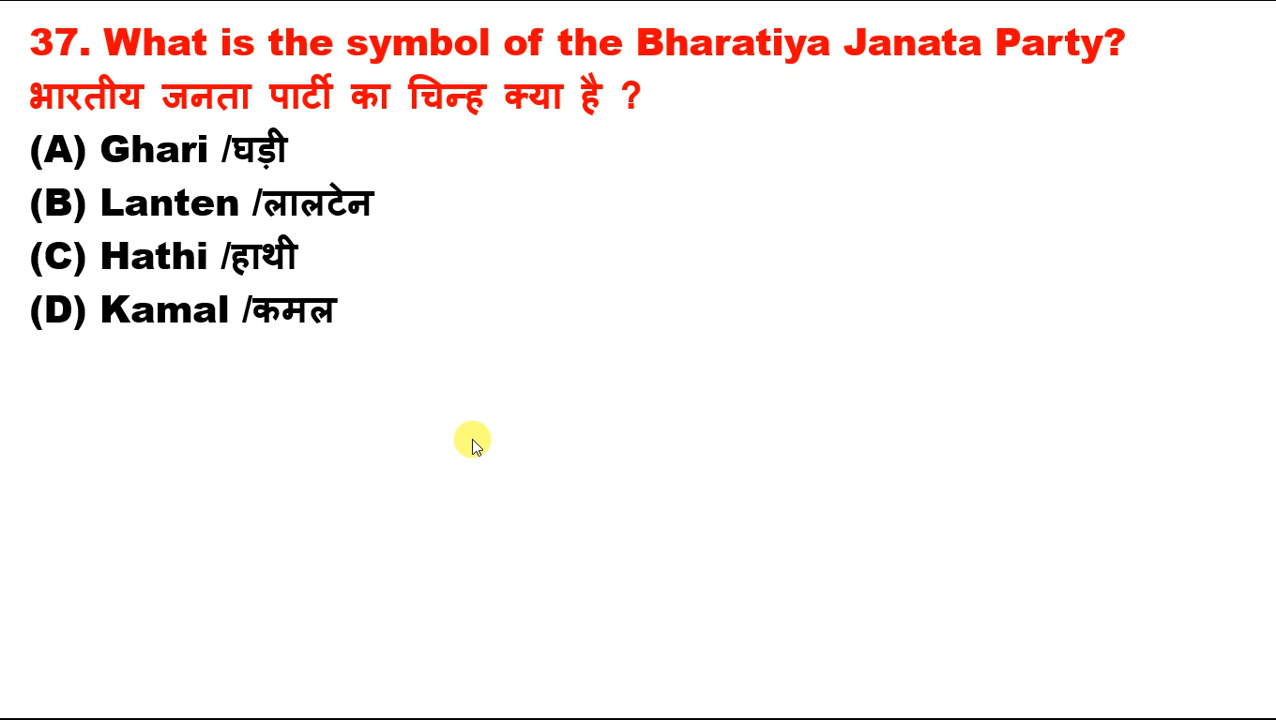 37. What is the symbol of the Bharatiya Janata Party?
भारतीय जनता पार्टी का चिन्ह क्या है ?
(A) Ghari /घड़ी
(B) Lanten /लालटेन
(C) Hathi /हाथी
(D) Kamal /कमल